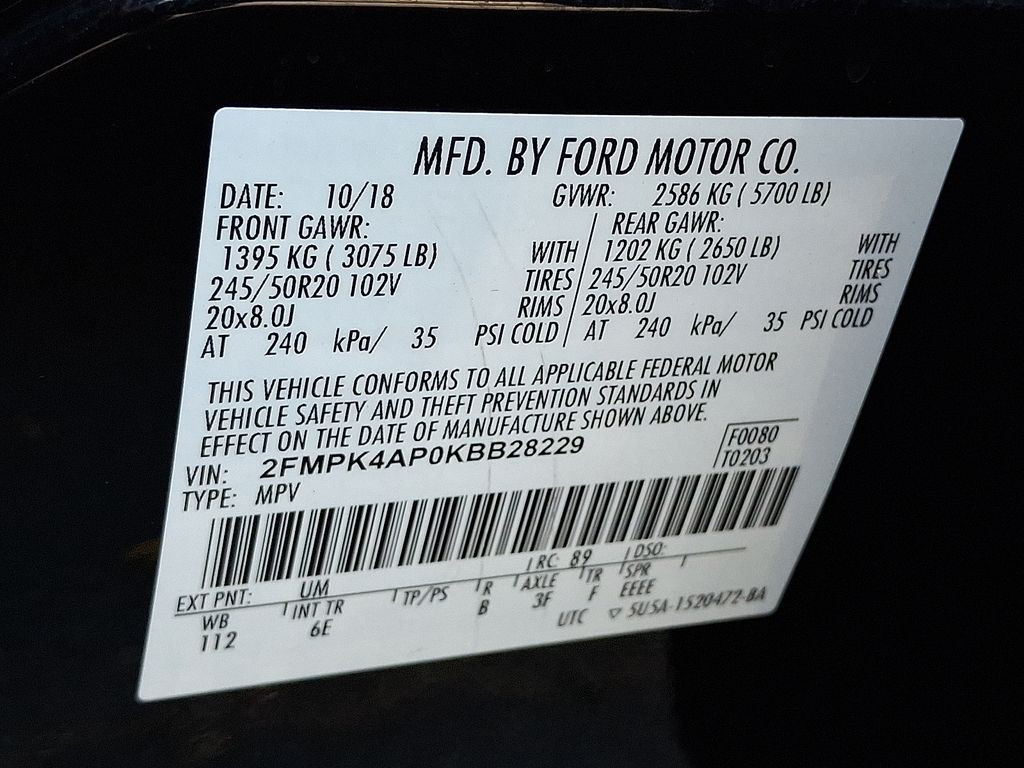 MFD. BY FORD MOTOR CO.
DATE: 10/18 GVWR: 2586 KG ( 5700 LB)
FRONT GAWR: REAR GAWR:
1395 KG ( 3075 LB) WITH 1202 KG ( 2650 LB) WITH
245/50R20 102V TIRES 245/50R20 102V TIRES
20x8.0J RIMS 20x8.0J RIMS
AT 240 kPa/ 35 PSI COLD AT 240 kPa/ 35 PSI COLD
THIS VEHICLE CONFORMS TO ALL APPLICABLE FEDERAL MOTOR
VEHICLE SAFETY AND THEFT PREVENTION STANDARDS IN
EFFECT ON THE DATE OF MANUFACTURE SHOWN ABOVE.
VIN: 2FMPK4AP0KBB28229 F0080
TYPE: MPV T0203
EXT PNT: UM RC: 89 DSO:
WB INT TR TP/PS R AXLE TR SPR
112 6E B 3F F EEEE
UTC ▽ 5U5A-1520472-BA